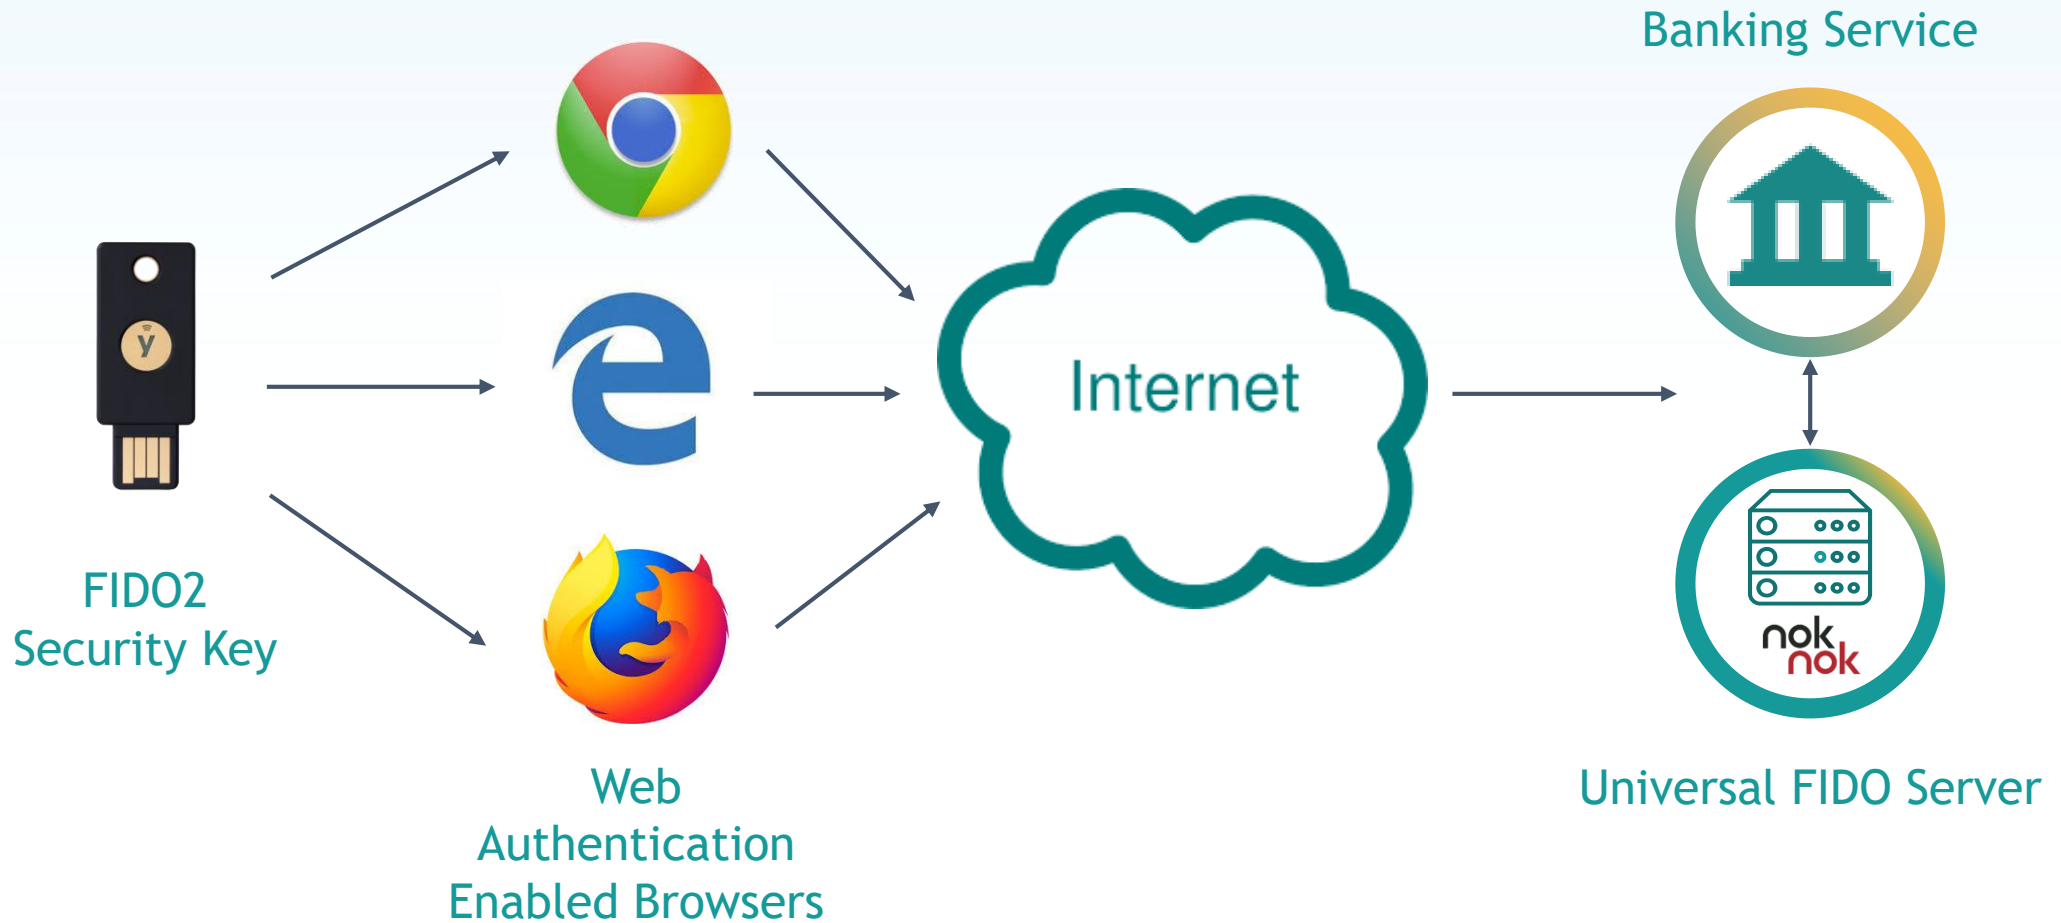 Banking Service
y
Internet
nok
nok
FIDO2
Security Key
Web
Authentication
Enabled Browsers
Universal FIDO Server